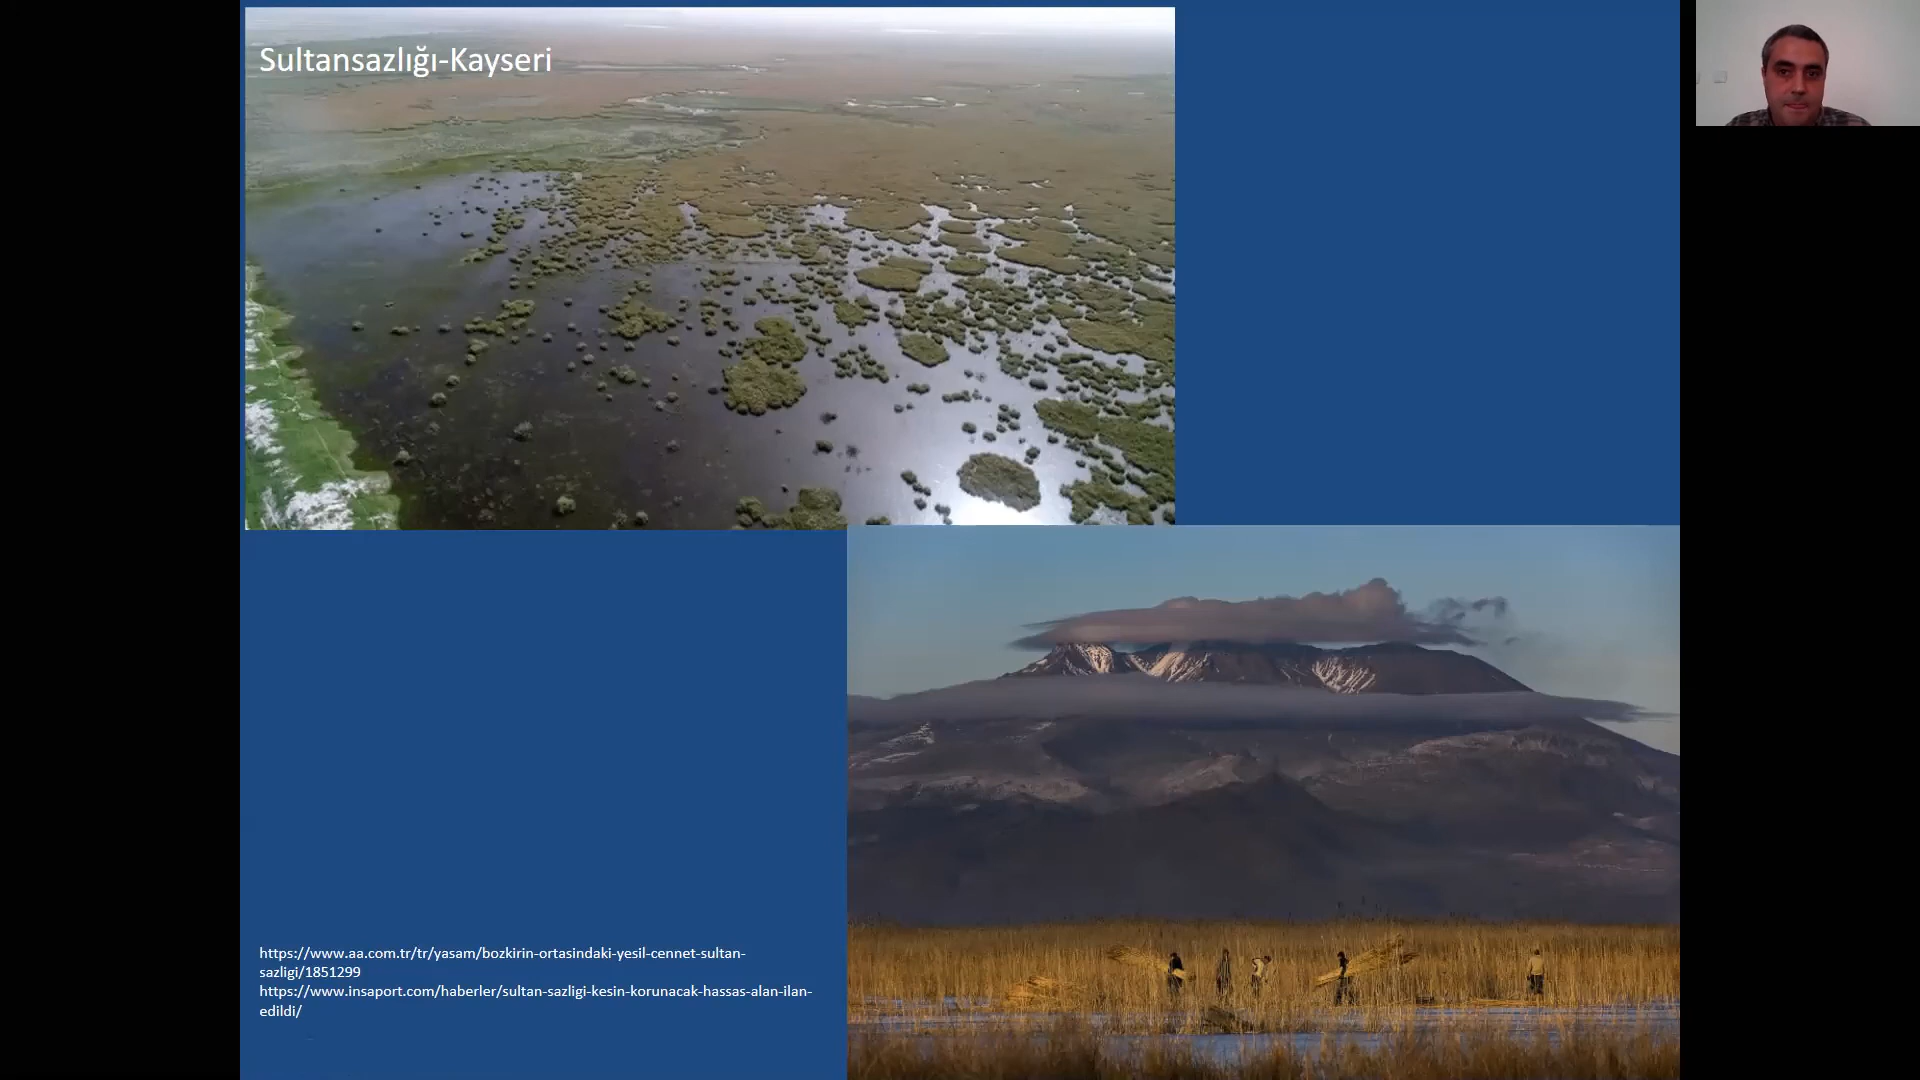 Sultansazlığı-Kayseri
https://www.aa.com.tr/tr/yasam/bozkirin-ortasindaki-yesil-cennet-sultan-
sazligi/1851299
https://www.insaport.com/haberler/sultan-sazligi-kesin-korunacak-hassas-alan-ilan-
edildi/